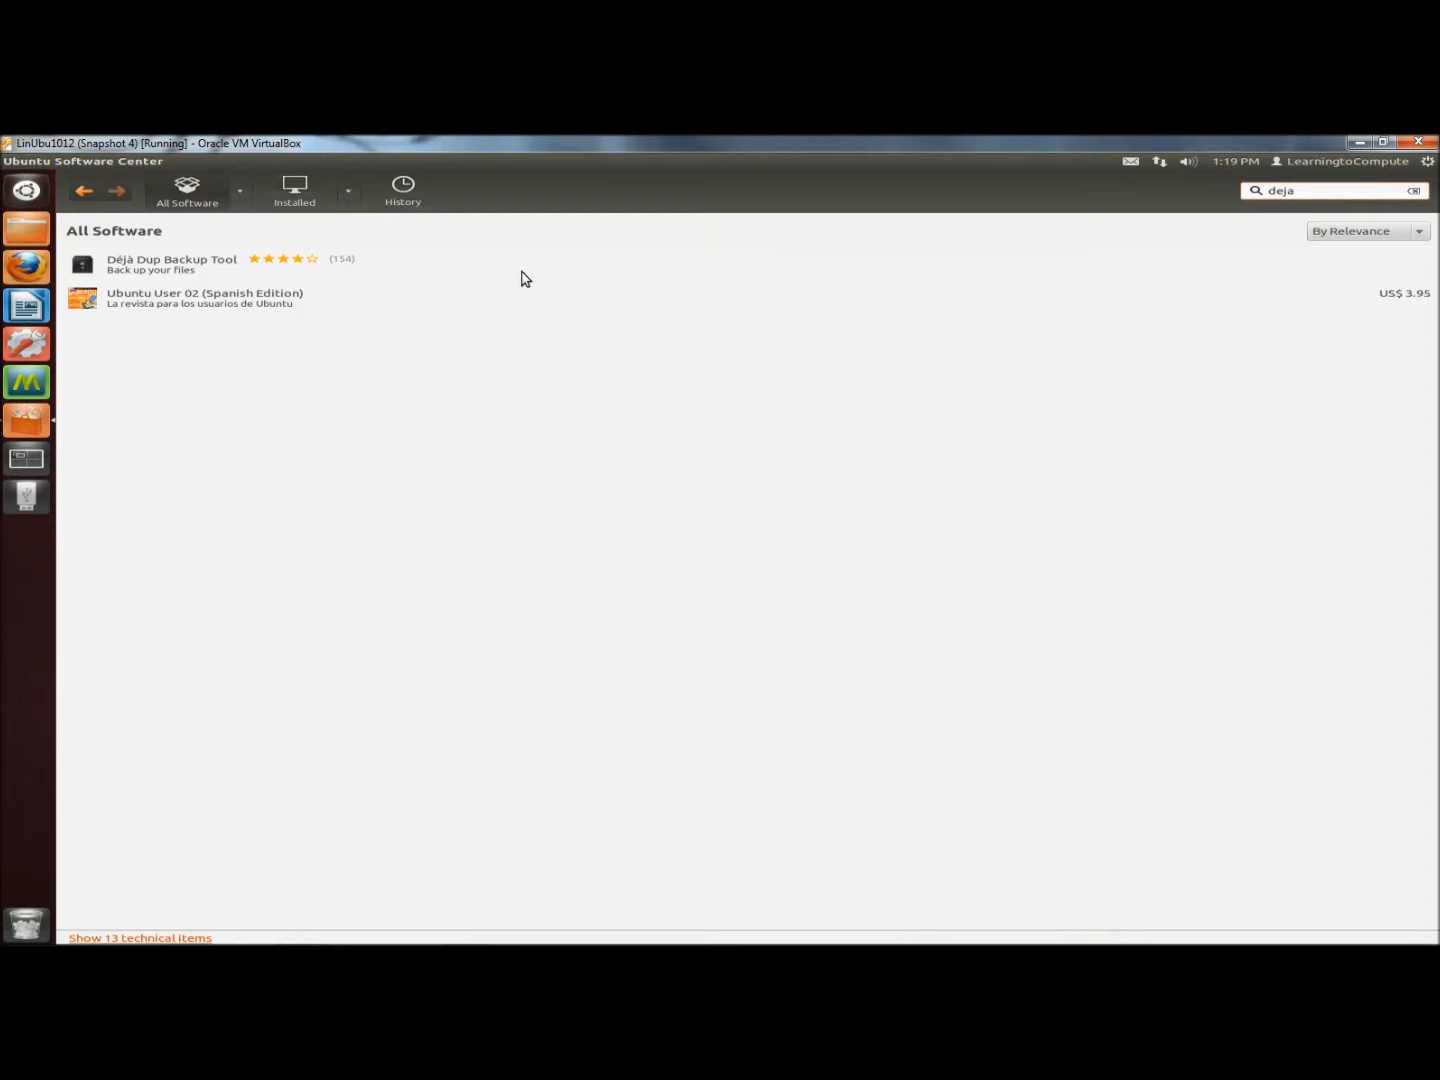 LinUbu1012 (Snapshot 4) [Running] - Oracle VM VirtualBox
Ubuntu Software Center
1:19 PM
LearningtoCompute
All Software
Installed
History
deja
All Software
By Relevance
Déjà Dup Backup Tool
(154)
Back up your files
Ubuntu User 02 (Spanish Edition)
US$ 3.95
La revista para los usuarios de Ubuntu
Show 13 technical items